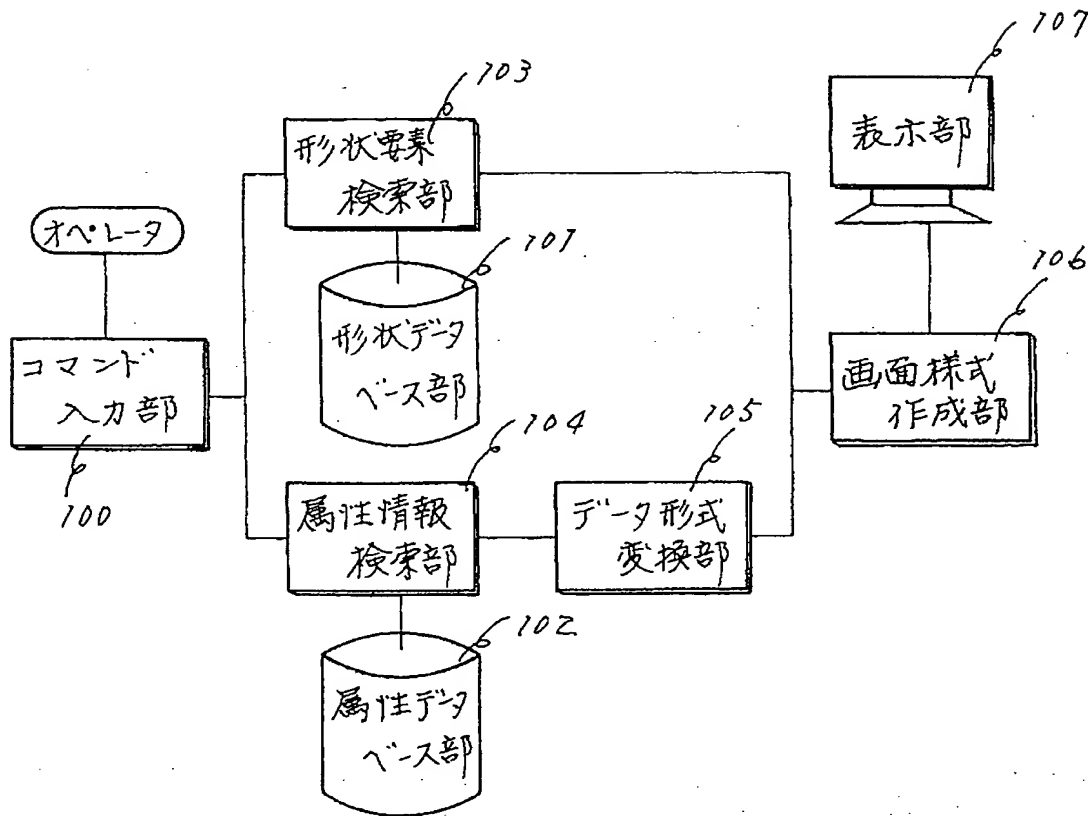 107
103
形状要素
検索部
表示部
オペレータ
101
106
コマンド
入力部
形状データ
ベース部
画面様式
作成部
100
104
105
属性情報
検索部
データ形式
変換部
102
属性データ
ベース部